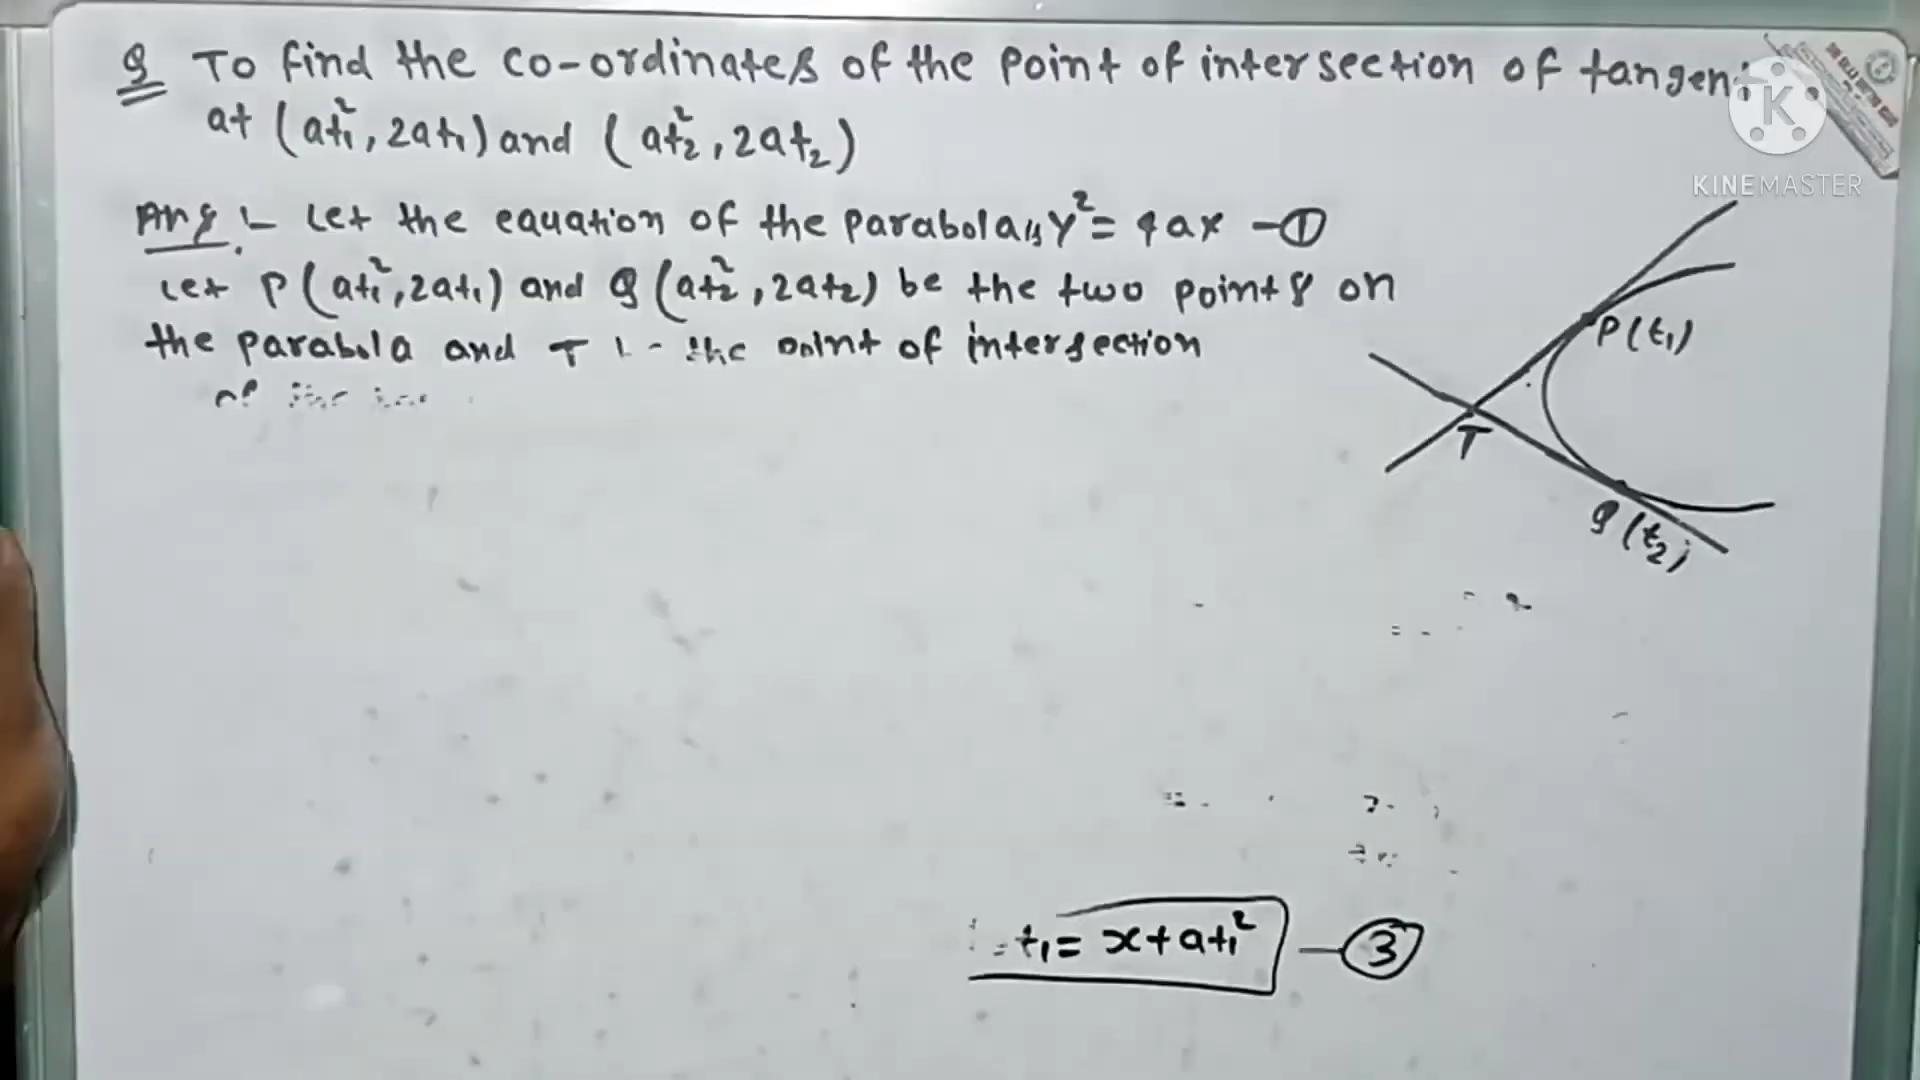 Q To find the co-ordinates of the point of intersection of tangent
at (at₁², 2at₁) and (at₂², 2at₂)
KINEMASTER
Ans :- Let the equation of the parabola is y² = 4ax -①
Let P(at₁², 2at₁) and Q(at₂², 2at₂) be the two points on
the parabola and T the point of intersection
of
P(t₁)
T
Q(t₂)
t₁ = x+at₁² -③